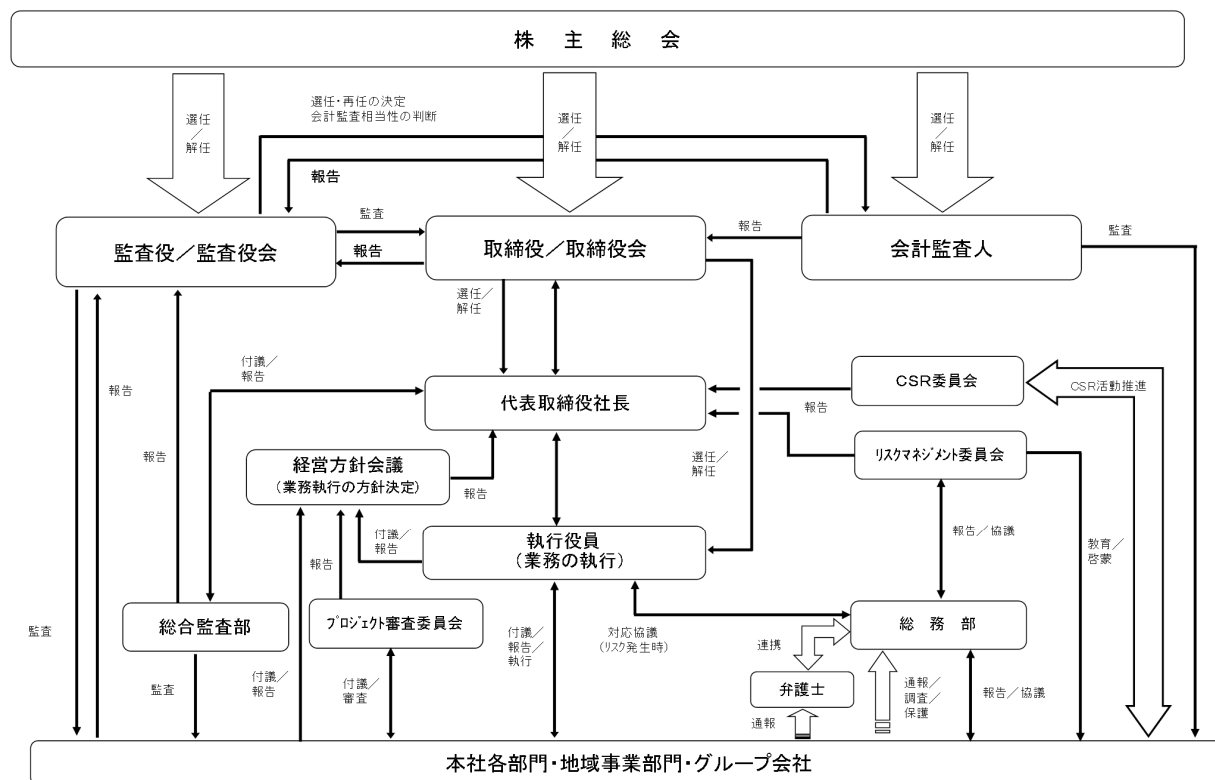 株 主 総 会
選任・再任の決定
会計監査相当性の判断
選任
／
解任
選任
／
解任
選任
／
解任
報告
監査役／監査役会
監査
報告
取締役／取締役会
報告
会計監査人
監査
選任／
解任
付議／
報告
報告
報告
代表取締役社長
CSR委員会
CSR活動推進
報告
リスクマネジメント委員会
経営方針会議
(業務執行の方針決定)
報告
選任／
解任
付議／
報告
執行役員
(業務の執行)
報告
報告／協議
教育／
啓蒙
総合監査部
プロジェクト審査委員会
監査
付議／
報告／
執行
対応協議
(リスク発生時)
総 務 部
連携
監査
付議／
報告
付議／
審査
弁護士
通報
通報／
調査／
保護
報告／協議
本社各部門・地域事業部門・グループ会社